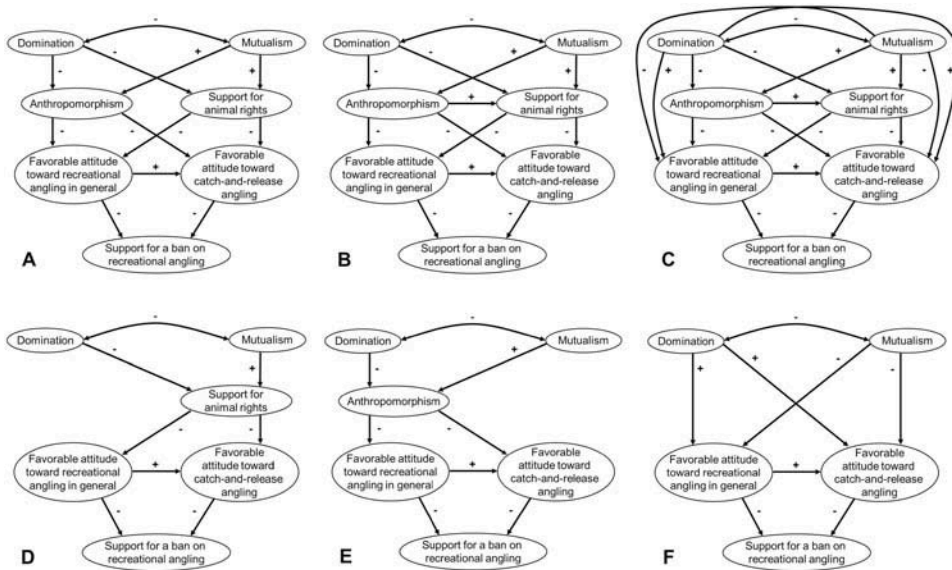 -
Domination
Mutualism
- - + +
Anthropomorphism
Support for
animal rights
- - - -
Favorable attitude
toward recreational
angling in general
+
Favorable
attitude toward
catch-and-release
angling
- -
Support for a ban on
recreational angling
A
-
Domination
Mutualism
- - + +
Anthropomorphism
+
Support for
animal rights
- - - -
Favorable attitude
toward recreational
angling in general
+
Favorable
attitude toward
catch-and-release
angling
- -
Support for a ban on
recreational angling
B
-
Domination
Mutualism
- + - - + + - +
Anthropomorphism
+
Support for
animal rights
- - - -
Favorable attitude
toward recreational
angling in general
+
Favorable
attitude toward
catch-and-release
angling
- -
Support for a ban on
recreational angling
C
-
Domination
Mutualism
- +
Support for
animal rights
- -
Favorable attitude
toward recreational
angling in general
+
Favorable
attitude toward
catch-and-release
angling
- -
Support for a ban on
recreational angling
D
-
Domination
Mutualism
- +
Anthropomorphism
- -
Favorable attitude
toward recreational
angling in general
+
Favorable
attitude toward
catch-and-release
angling
- -
Support for a ban on
recreational angling
E
-
Domination
Mutualism
+ + - -
Favorable attitude
toward recreational
angling in general
+
Favorable
attitude toward
catch-and-release
angling
- -
Support for a ban on
recreational angling
F